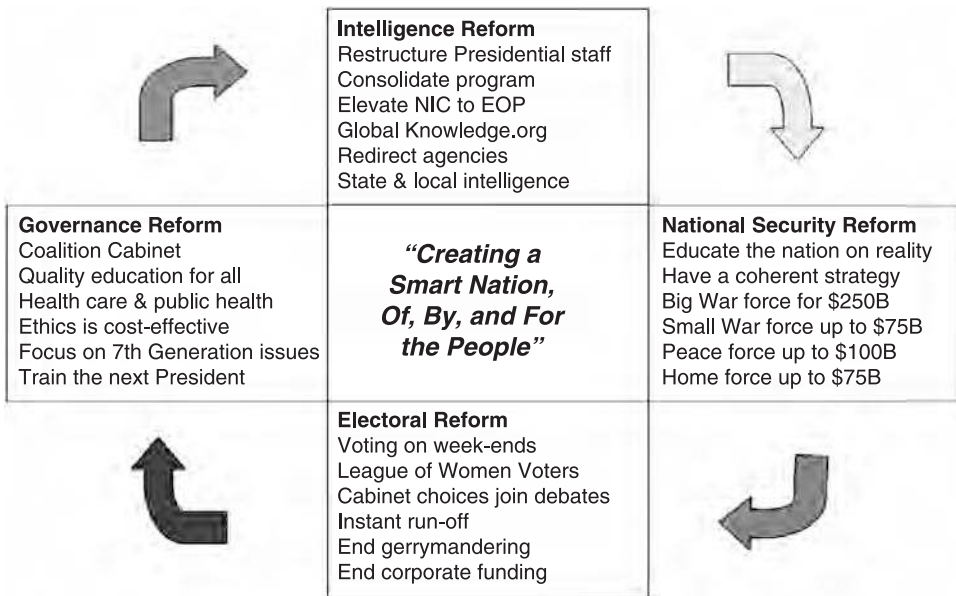 Intelligence Reform
Restructure Presidential staff
Consolidate program
Elevate NIC to EOP
Global Knowledge.org
Redirect agencies
State & local intelligence
Governance Reform
Coalition Cabinet
Quality education for all
Health care & public health
Ethics is cost-effective
Focus on 7th Generation issues
Train the next President
“Creating a
Smart Nation,
Of, By, and For
the People”
National Security Reform
Educate the nation on reality
Have a coherent strategy
Big War force for $250B
Small War force up to $75B
Peace force up to $100B
Home force up to $75B
Electoral Reform
Voting on week-ends
League of Women Voters
Cabinet choices join debates
Instant run-off
End gerrymandering
End corporate funding